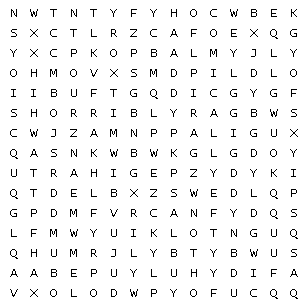 N W T N T Y F Y H O C W B E K
S X C T L R Z C A F O E X Q G
Y X C P K O P B A L M Y J L Y
O H M O V X S M D P I L D L O
I I B U F T G Q D I C G Y G F
S H O R R I B L Y R A G B W S
C W J Z A M N P P A L I G U X
Q A S N K W B W K G L G D O Y
U T R A H I G E P Z Y D Y K I
Q T D E L B X Z S W E D L Q P
G P D M F V R C A N F Y D Q S
L F M W Y U I K L O T N G U Q
Q H U M R J L Y B T Y B W U S
A A B E P U Y L U H Y D I F A
V X O L O D W P Y O F U C Q Q